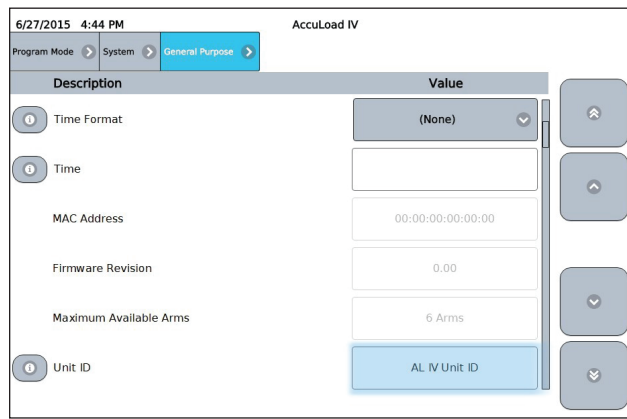 6/27/2015 4:44 PM AccuLoad IV
Program Mode System General Purpose
Description Value
Time Format (None)
Time
MAC Address 00:00:00:00:00:00
Firmware Revision 0.00
Maximum Available Arms 6 Arms
Unit ID AL IV Unit ID